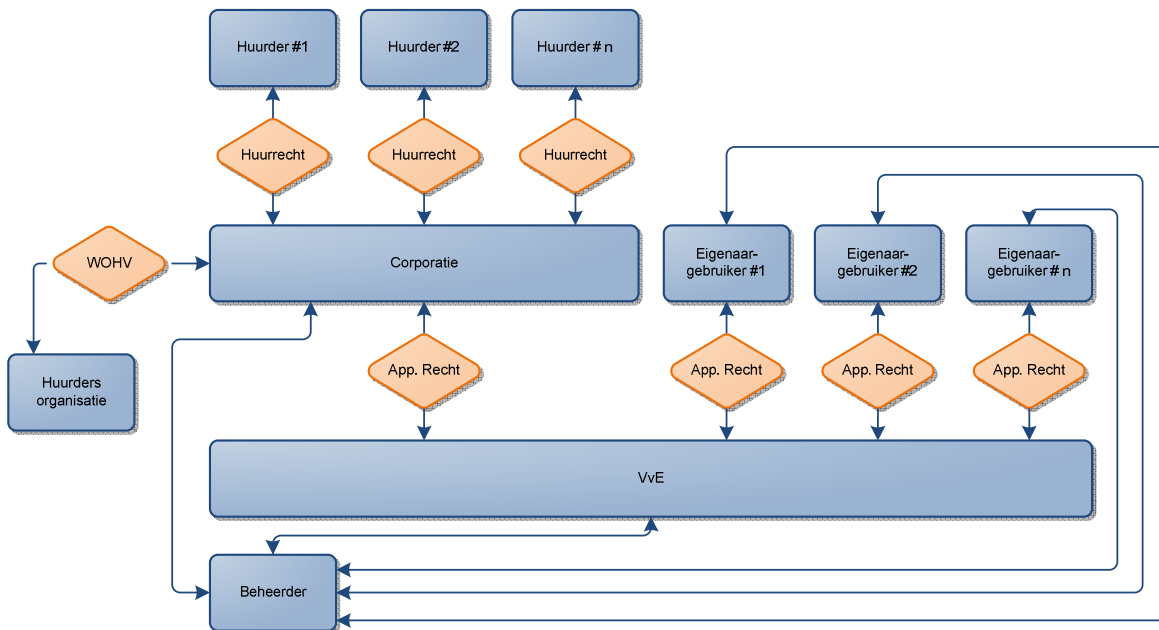 Huurder #1
Huurder #2
Huurder # n
Huurrecht
Huurrecht
Huurrecht
WOHV
Corporatie
Eigenaar-
gebruiker #1
Eigenaar-
gebruiker #2
Eigenaar-
gebruiker # n
Huurders
organisatie
App. Recht
App. Recht
App. Recht
App. Recht
VvE
Beheerder